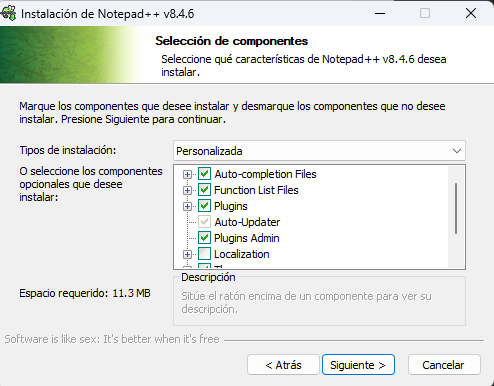 Instalación de Notepad++ v8.4.6
Selección de componentes
Seleccione qué características de Notepad++ v8.4.6 desea
instalar.
Marque los componentes que desee instalar y desmarque los componentes que no desee
instalar. Presione Siguiente para continuar.
Tipos de instalación:
Personalizada
O seleccione los componentes
opcionales que desee
instalar:
Auto-completion Files
Function List Files
Plugins
Auto-Updater
Plugins Admin
Localization
Espacio requerido: 11.3 MB
Descripción
Sitúe el ratón encima de un componente para ver su
descripción.
Software is like sex: It's better when it's free
< Atrás
Siguiente >
Cancelar